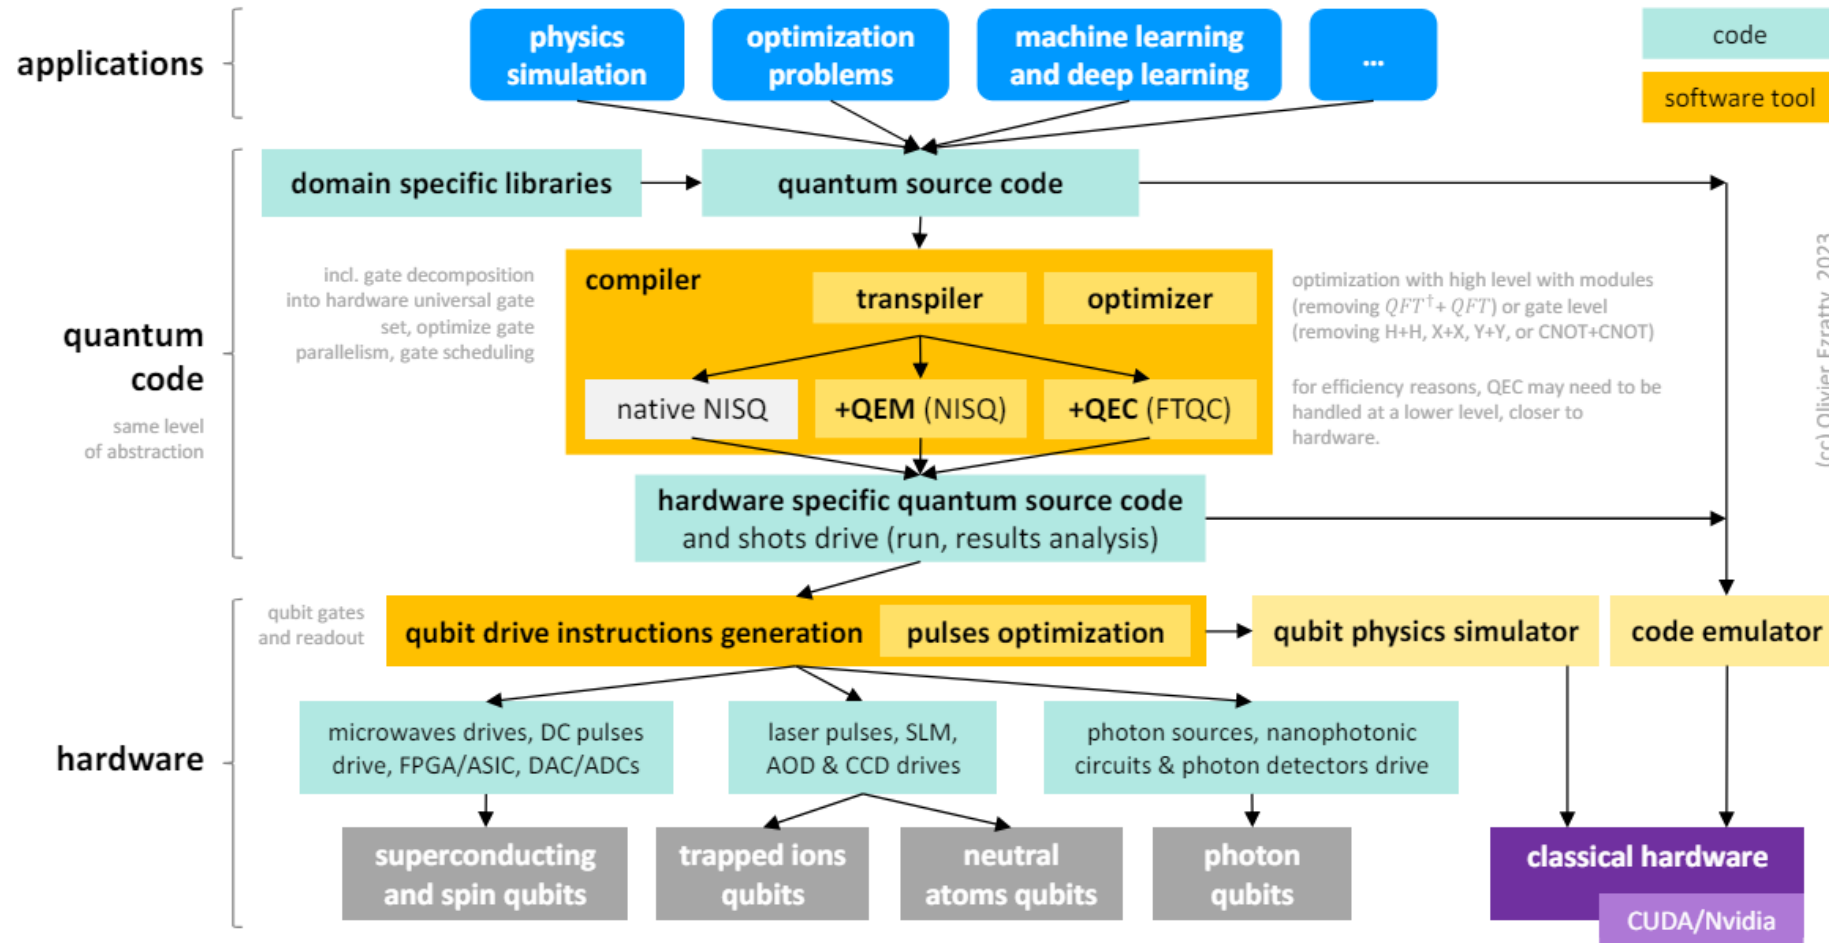 applications
physics
simulation
optimization
problems
machine learning
and deep learning
...
code
software tool
domain specific libraries
quantum source code
quantum
code
same level
of abstraction
incl. gate decomposition
into hardware universal gate
set, optimize gate
parallelism, gate scheduling
compiler
transpiler
optimizer
native NISQ
+QEM (NISQ)
+QEC (FTQC)
optimization with high level with modules
(removing QFT†+ QFT) or gate level
(removing H+H, X+X, Y+Y, or CNOT+CNOT)
for efficiency reasons, QEC may need to be
handled at a lower level, closer to
hardware.
(cc) Olivier Ezratty, 2023
hardware specific quantum source code
and shots drive (run, results analysis)
hardware
qubit gates
and readout
qubit drive instructions generation
pulses optimization
qubit physics simulator
code emulator
microwaves drives, DC pulses
drive, FPGA/ASIC, DAC/ADCs
laser pulses, SLM,
AOD & CCD drives
photon sources, nanophotonic
circuits & photon detectors drive
superconducting
and spin qubits
trapped ions
qubits
neutral
atoms qubits
photon
qubits
classical hardware
CUDA/Nvidia